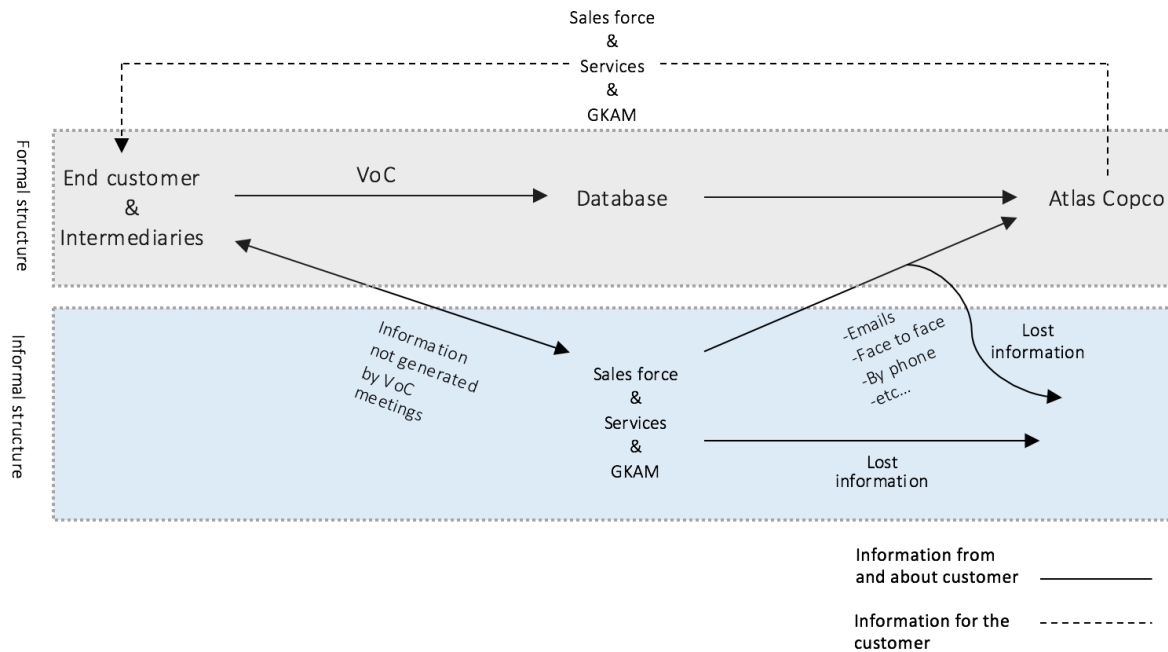 Sales force
&
Services
&
GKAM
Formal structure
End customer
&
Intermediaries
VoC
Database
Atlas Copco
Informal structure
Information
not generated
by VoC
meetings
Sales force
&
Services
&
GKAM
-Emails
-Face to face
-By phone
-etc...
Lost
information
Lost
information
Information from
and about customer
Information for the
customer